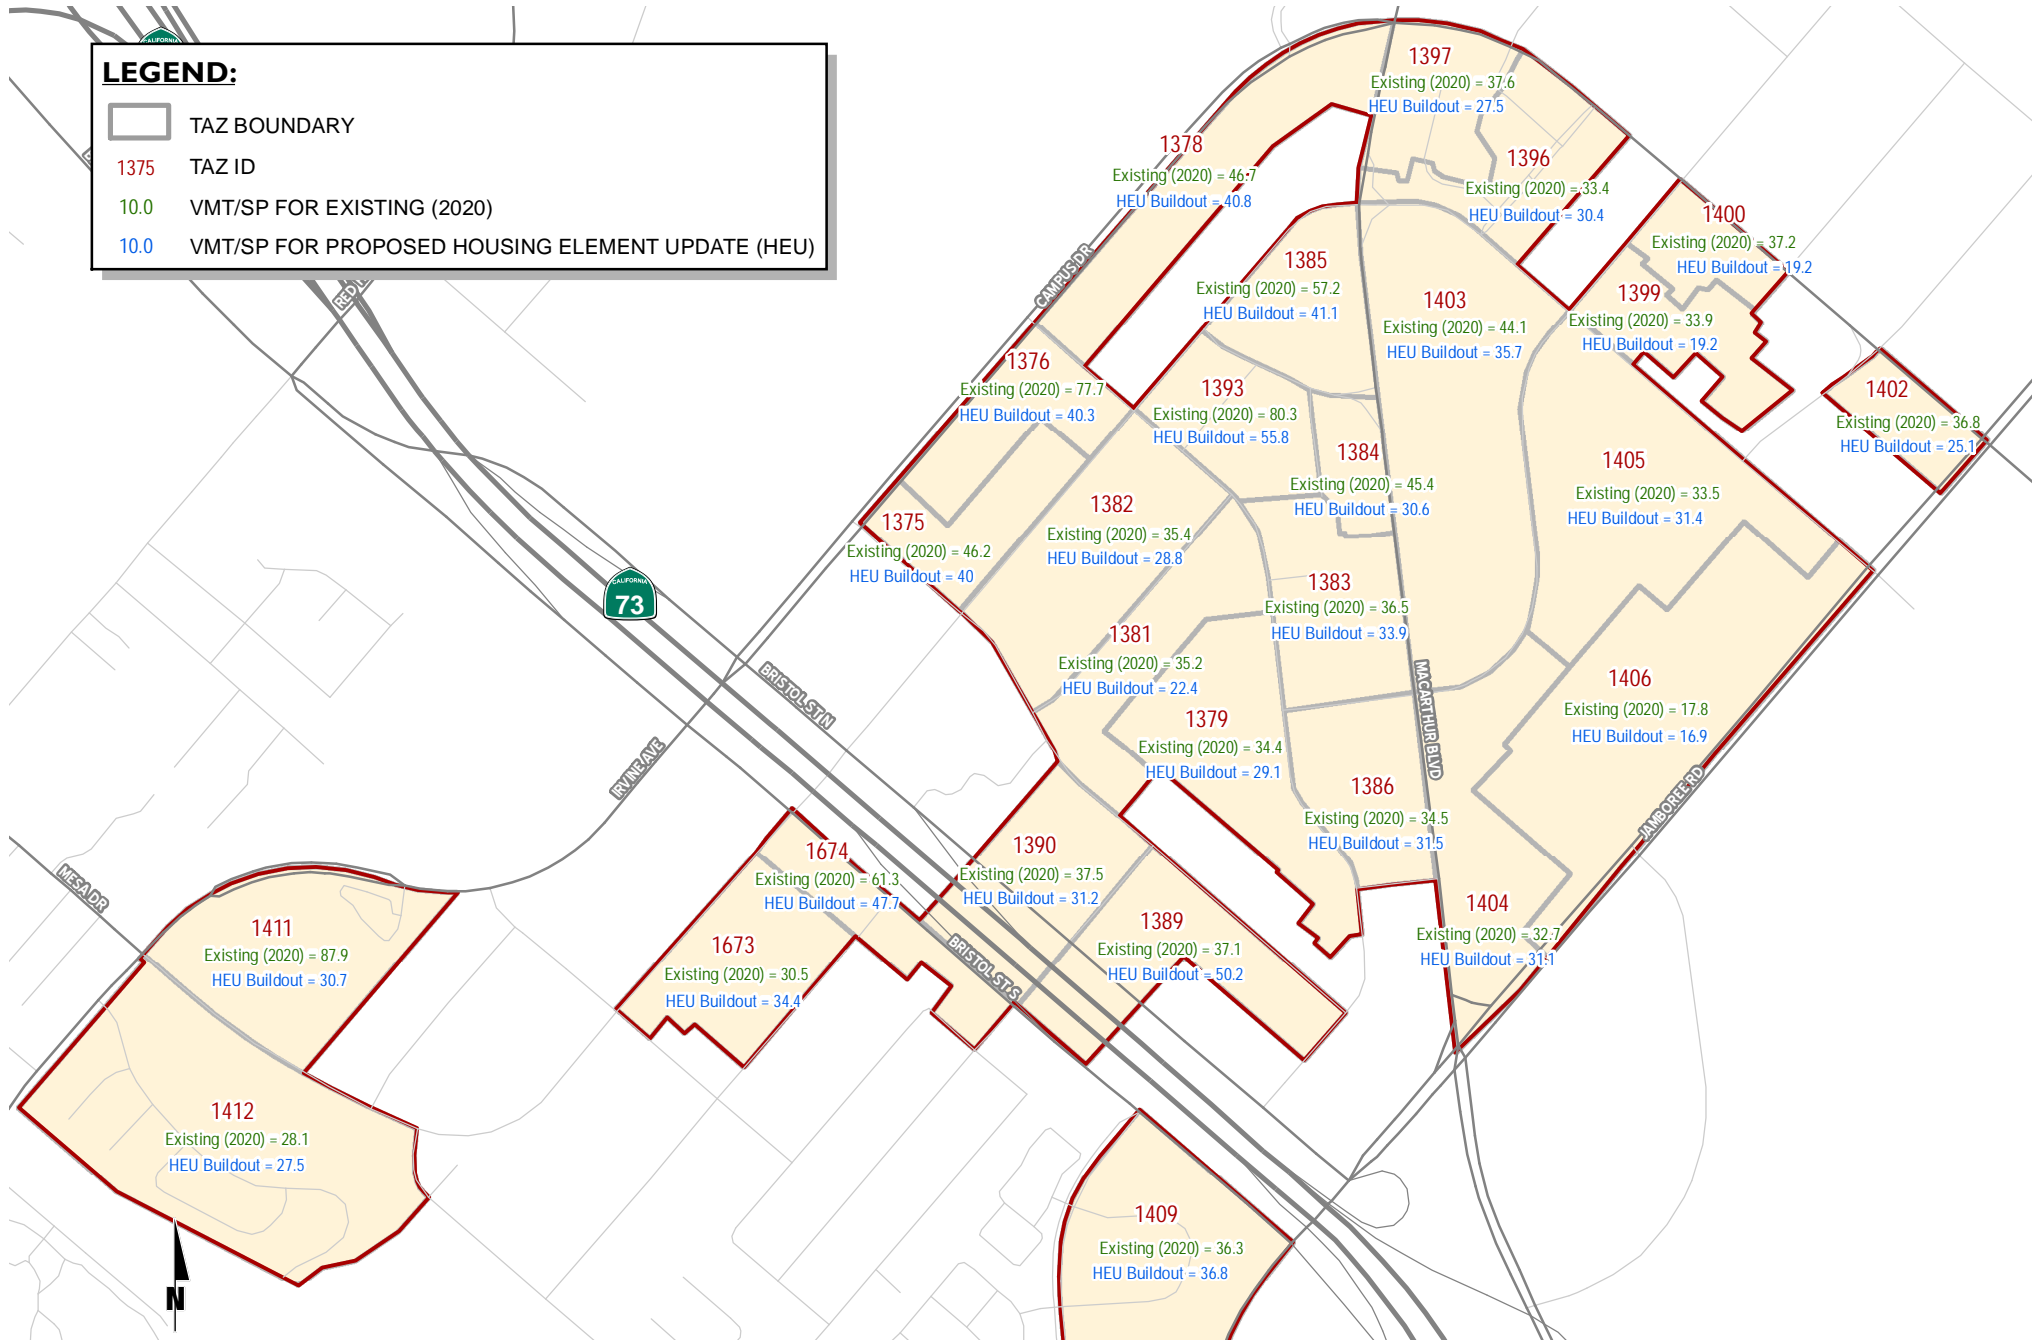 CALIFORNIA
LEGEND:
TAZ BOUNDARY
1375 TAZ ID
10.0 VMT/SP FOR EXISTING (2020)
10.0 VMT/SP FOR PROPOSED HOUSING ELEMENT UPDATE (HEU)
1397
Existing (2020) = 37.6
HEU Buildout = 27.5
1378
Existing (2020) = 46.7
HEU Buildout = 40.8
1396
Existing (2020) = 33.4
HEU Buildout = 30.4
1400
Existing (2020) = 37.2
HEU Buildout = 19.2
CAMPUS DR
1385
Existing (2020) = 57.2
HEU Buildout = 41.1
1403
Existing (2020) = 44.1
HEU Buildout = 35.7
1399
Existing (2020) = 33.9
HEU Buildout = 19.2
1376
Existing (2020) = 77.7
HEU Buildout = 40.3
1393
Existing (2020) = 80.3
HEU Buildout = 55.8
1402
Existing (2020) = 36.8
HEU Buildout = 25.1
1384
Existing (2020) = 45.4
HEU Buildout = 30.6
1405
Existing (2020) = 33.5
HEU Buildout = 31.4
1375
Existing (2020) = 46.2
HEU Buildout = 40
1382
Existing (2020) = 35.4
HEU Buildout = 28.8
CALIFORNIA
73
1383
Existing (2020) = 36.5
HEU Buildout = 33.9
1381
Existing (2020) = 35.2
HEU Buildout = 22.4
BRISTOL ST N
MACARTHUR BLVD
1406
Existing (2020) = 17.8
HEU Buildout = 16.9
1379
Existing (2020) = 34.4
HEU Buildout = 29.1
IRVINE AVE
1386
Existing (2020) = 34.5
HEU Buildout = 31.5
JAMBOREE RD
1674
Existing (2020) = 61.3
HEU Buildout = 47.7
1390
Existing (2020) = 37.5
HEU Buildout = 31.2
MESA DR
1411
Existing (2020) = 87.9
HEU Buildout = 30.7
1673
Existing (2020) = 30.5
HEU Buildout = 34.4
BRISTOL ST S
1389
Existing (2020) = 37.1
HEU Buildout = 50.2
1404
Existing (2020) = 32.7
HEU Buildout = 31.1
1412
Existing (2020) = 28.1
HEU Buildout = 27.5
1409
Existing (2020) = 36.3
HEU Buildout = 36.8
N